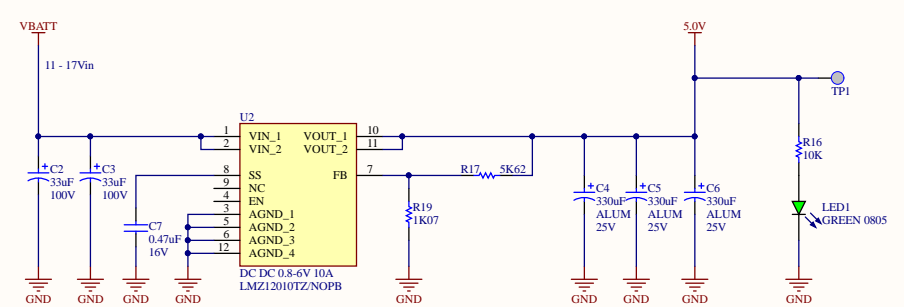 VBATT
5.0V
11 - 17Vin
TP1
U2
1 VIN_1 VOUT_1 10
2 VIN_2 VOUT_2 11
8 SS FB 7
9 NC
4 EN
3 AGND_1
5 AGND_2
6 AGND_3
12 AGND_4
DC DC 0.8-6V 10A
LMZ12010TZ/NOPB
C2
33uF
100V
C3
33uF
100V
C7
0.47uF
16V
R17 5K62
R19
1K07
C4
330uF
ALUM
25V
C5
330uF
ALUM
25V
C6
330uF
ALUM
25V
R16
10K
LED1
GREEN 0805
GND GND GND GND GND GND GND GND GND